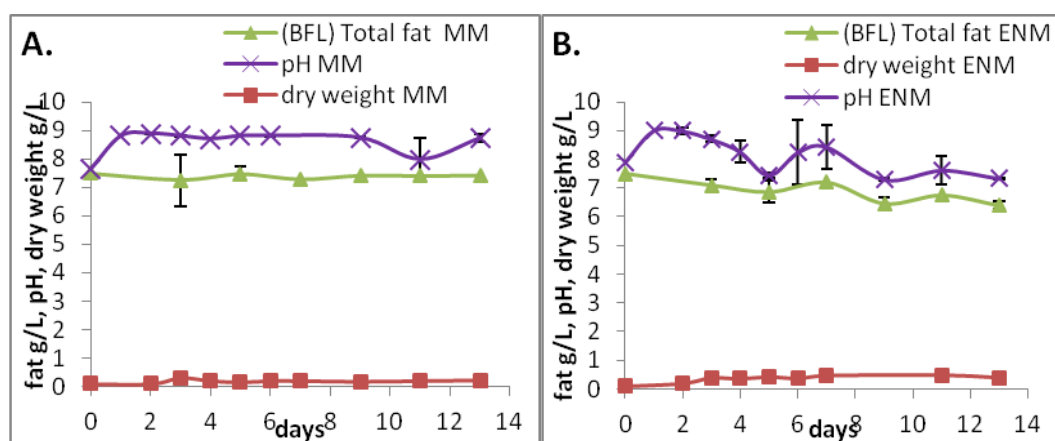 A.
(BFL) Total fat MM
pH MM
dry weight MM
fat g/L, pH, dry weight g/L
10
9
8
7
6
5
4
3
2
1
0
0 2 4 6 8 10 12 14
days
B.
(BFL) Total fat ENM
dry weight ENM
pH ENM
fat g/L, pH, dry weight g/L
10
9
8
7
6
5
4
3
2
1
0
0 2 4 6 8 10 12 14
days